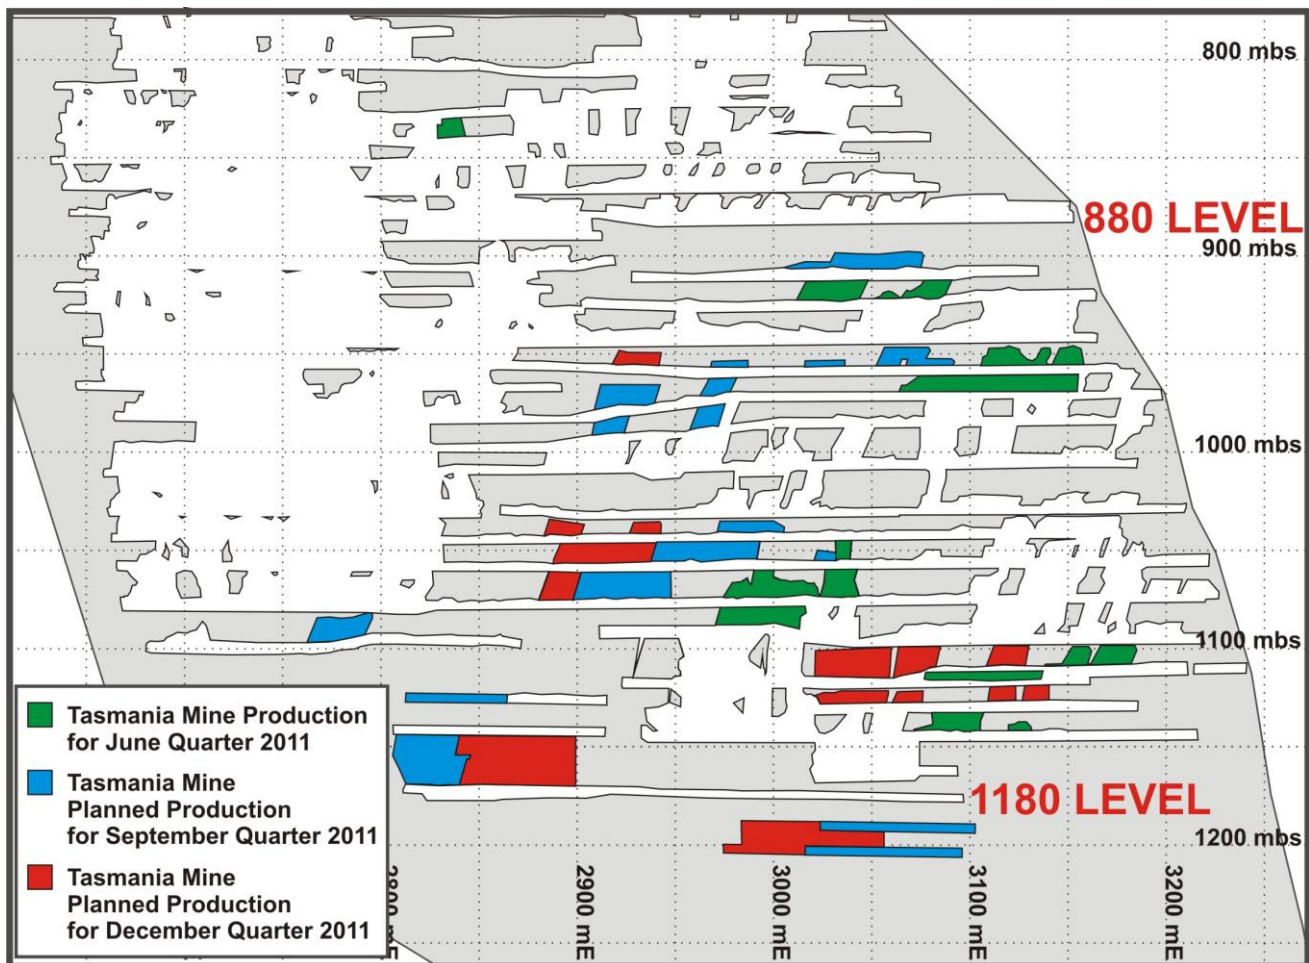 800 mbs
880 LEVEL
900 mbs
1000 mbs
1100 mbs
Tasmania Mine Production
for June Quarter 2011
Tasmania Mine
Planned Production
for September Quarter 2011
Tasmania Mine
Planned Production
for December Quarter 2011
1180 LEVEL
1200 mbs
2900 mE
3000 mE
3100 mE
3200 mE